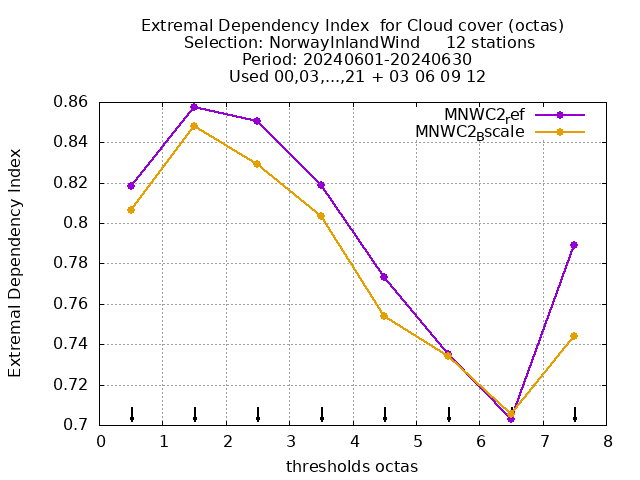 Extremal Dependency Index  for Cloud cover (octas)
Selection: NorwayInlandWind     12 stations
Period: 20240601-20240630
Used 00,03,...,21 + 03 06 09 12
MNWC2ref
MNWC2Bscale
0.86
0.84
0.82
0.8
0.78
0.76
0.74
0.72
0.7
Extremal Dependency Index
0 1 2 3 4 5 6 7 8
thresholds octas